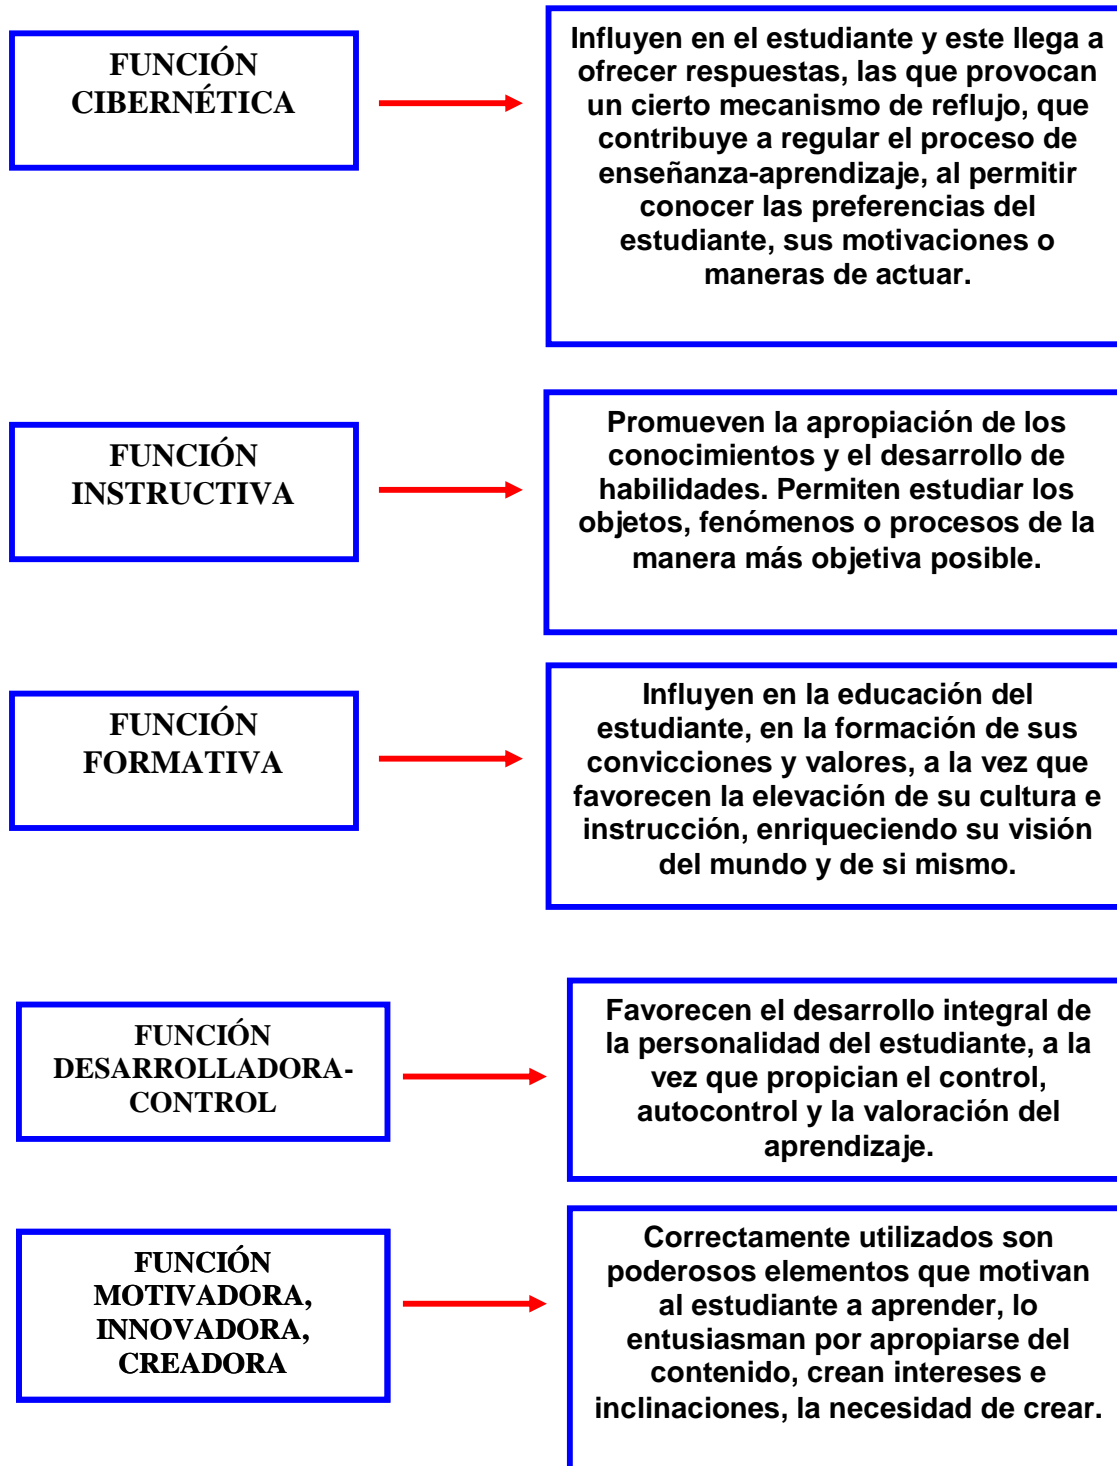 FUNCIÓN
CIBERNÉTICA
Influyen en el estudiante y este llega a
ofrecer respuestas, las que provocan
un cierto mecanismo de reflujo, que
contribuye a regular el proceso de
enseñanza-aprendizaje, al permitir
conocer las preferencias del
estudiante, sus motivaciones o
maneras de actuar.
FUNCIÓN
INSTRUCTIVA
Promueven la apropiación de los
conocimientos y el desarrollo de
habilidades. Permiten estudiar los
objetos, fenómenos o procesos de la
manera más objetiva posible.
FUNCIÓN
FORMATIVA
Influyen en la educación del
estudiante, en la formación de sus
convicciones y valores, a la vez que
favorecen la elevación de su cultura e
instrucción, enriqueciendo su visión
del mundo y de si mismo.
FUNCIÓN
DESARROLLADORA-
CONTROL
Favorecen el desarrollo integral de
la personalidad del estudiante, a la
vez que propician el control,
autocontrol y la valoración del
aprendizaje.
FUNCIÓN
MOTIVADORA,
INNOVADORA,
CREADORA
Correctamente utilizados son
poderosos elementos que motivan
al estudiante a aprender, lo
entusiasman por apropiarse del
contenido, crean intereses e
inclinaciones, la necesidad de crear.